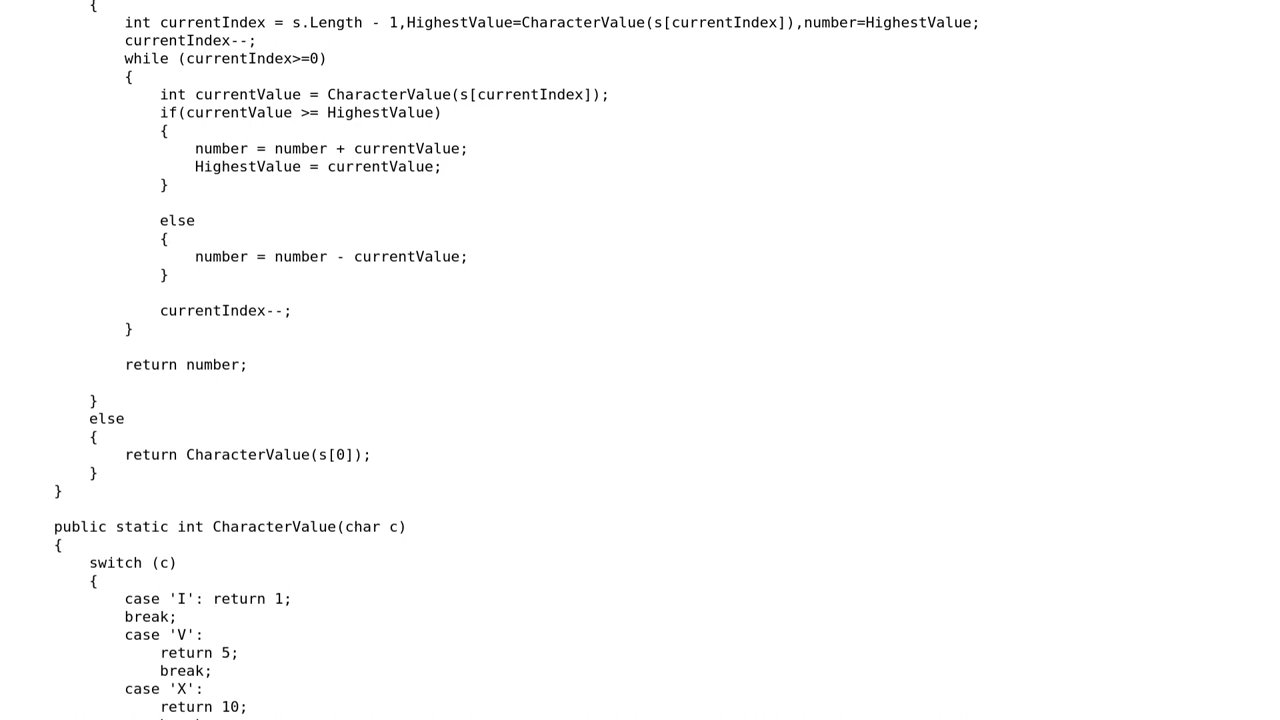 {
int currentIndex = s.Length - 1,HighestValue=CharacterValue(s[currentIndex]),number=HighestValue;
currentIndex--;
while (currentIndex>=0)
{
int currentValue = CharacterValue(s[currentIndex]);
if(currentValue >= HighestValue)
{
number = number + currentValue;
HighestValue = currentValue;
}
else
{
number = number - currentValue;
}
currentIndex--;
}
return number;
}
else
{
return CharacterValue(s[0]);
}
}
public static int CharacterValue(char c)
{
switch (c)
{
case 'I': return 1;
break;
case 'V':
return 5;
break;
case 'X':
return 10;